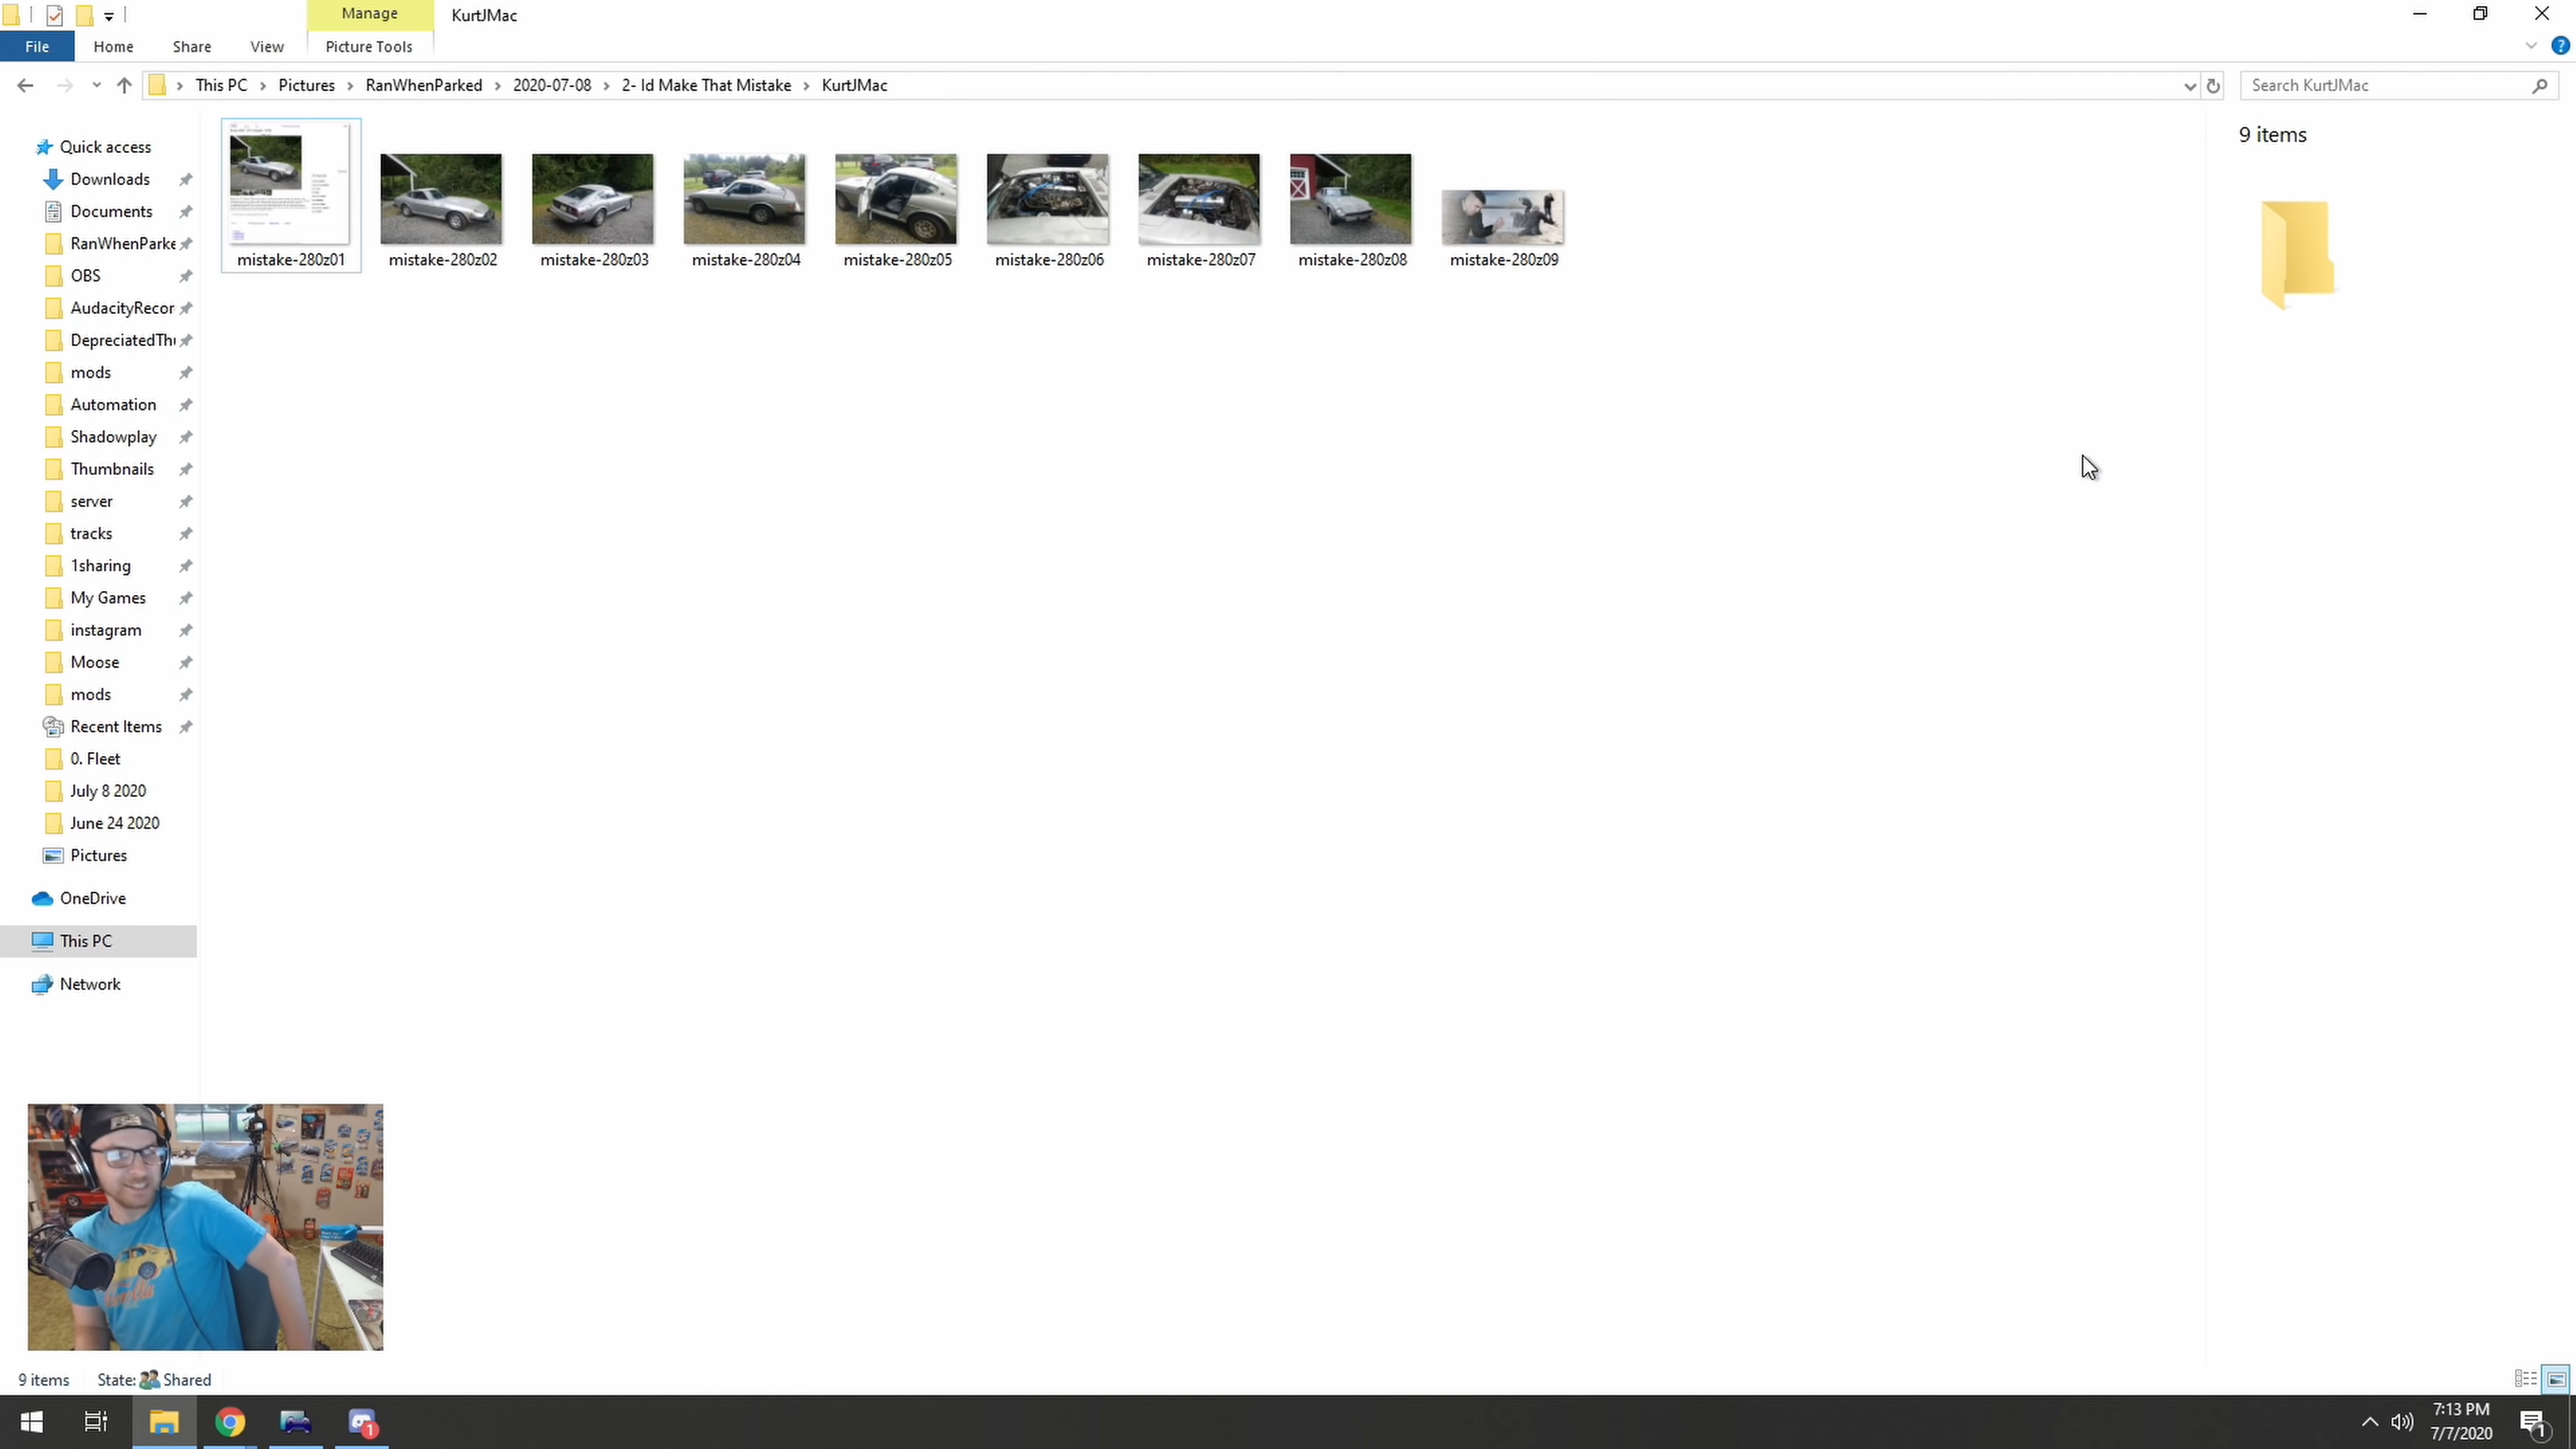 Manage
KurtJMac
File
Home
Share
View
Picture Tools
This PC
Pictures
RanWhenParked
2020-07-08
2- Id Make That Mistake
KurtJMac
Search KurtJMac
Quick access
Downloads
Documents
RanWhenParke
OBS
AudacityRecor
DepreciatedTh
mods
Automation
Shadowplay
Thumbnails
server
tracks
1sharing
My Games
instagram
Moose
mods
Recent Items
0. Fleet
July 8 2020
June 24 2020
Pictures
OneDrive
This PC
Network
mistake-280z01
mistake-280z02
mistake-280z03
mistake-280z04
mistake-280z05
mistake-280z06
mistake-280z07
mistake-280z08
mistake-280z09
9 items
9 items
State:
Shared
1
7:13 PM
7/7/2020
1